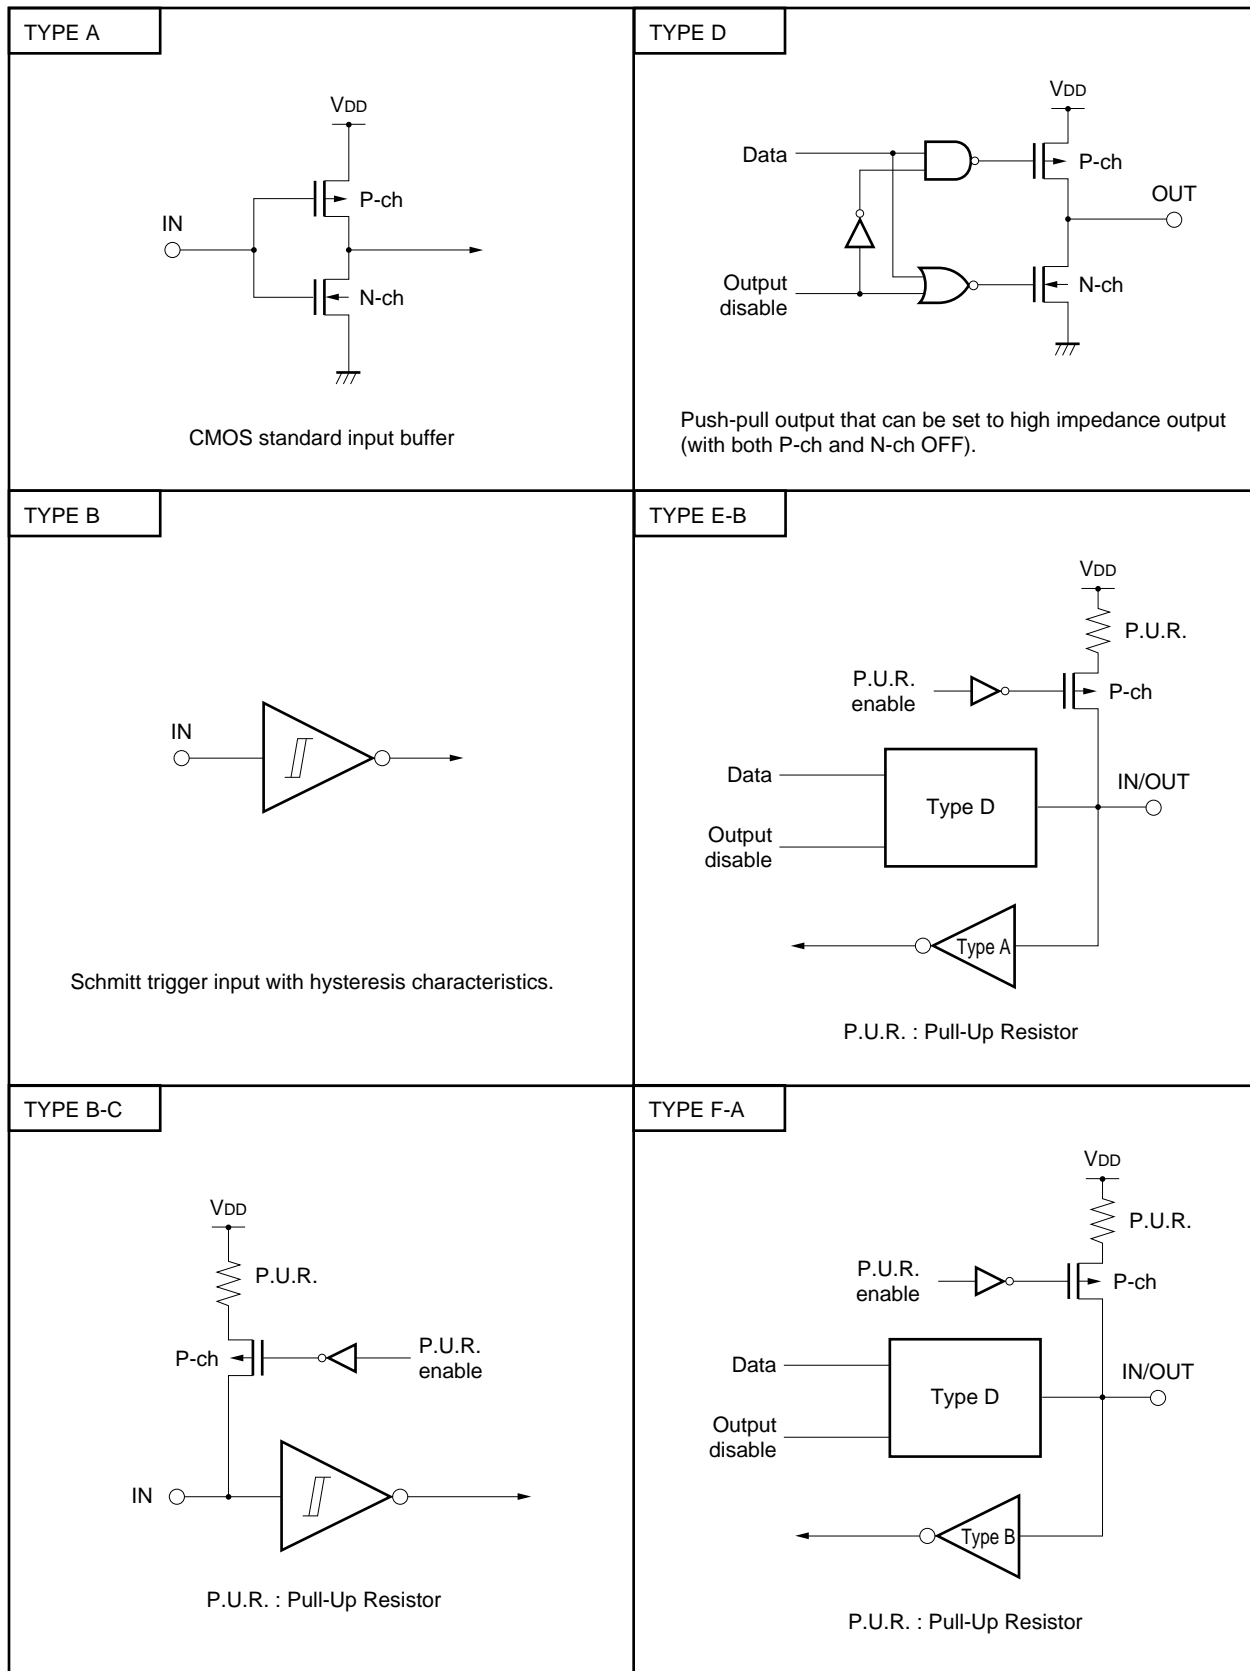 TYPE A
VDD
P-ch
IN
N-ch
CMOS standard input buffer
TYPE D
VDD
Data
P-ch
OUT
Output
disable
N-ch
Push-pull output that can be set to high impedance output
(with both P-ch and N-ch OFF).
TYPE B
IN
Schmitt trigger input with hysteresis characteristics.
TYPE E-B
VDD
P.U.R.
P.U.R.
enable
P-ch
Data
Type D
IN/OUT
Output
disable
Type A
P.U.R. : Pull-Up Resistor
TYPE B-C
VDD
P.U.R.
P-ch
P.U.R.
enable
IN
P.U.R. : Pull-Up Resistor
TYPE F-A
VDD
P.U.R.
P.U.R.
enable
P-ch
Data
Type D
IN/OUT
Output
disable
Type B
P.U.R. : Pull-Up Resistor